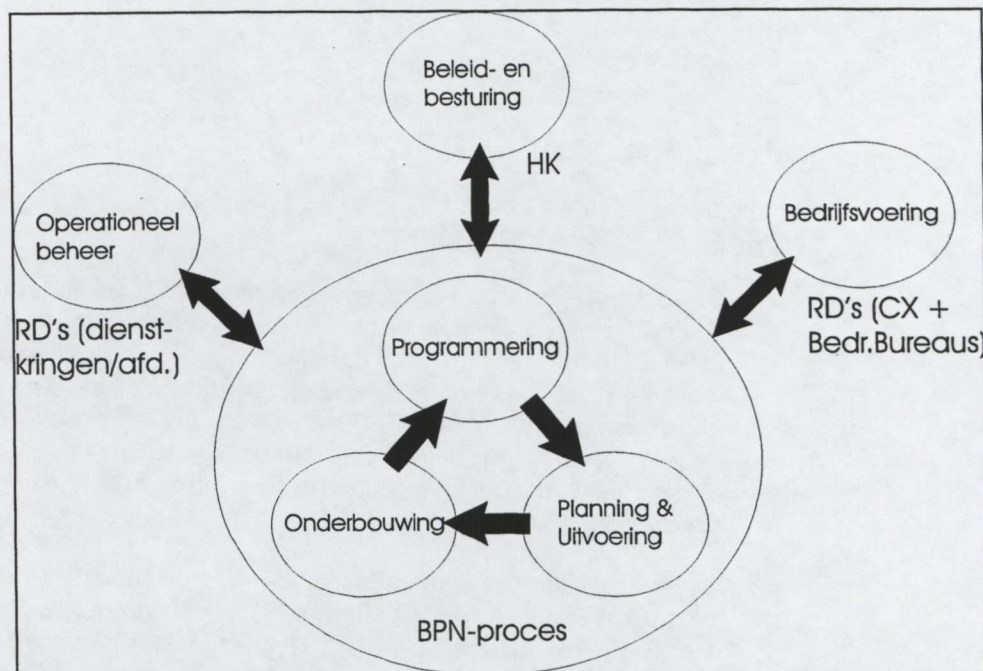 Beleid- en
besturing
HK
Operationeel
beheer
RD's (dienst-
kringen/afd.)
Bedrijfsvoering
RD's (CX +
Bedr.Bureaus)
Programmering
Onderbouwing
Planning &
Uitvoering
BPN-proces